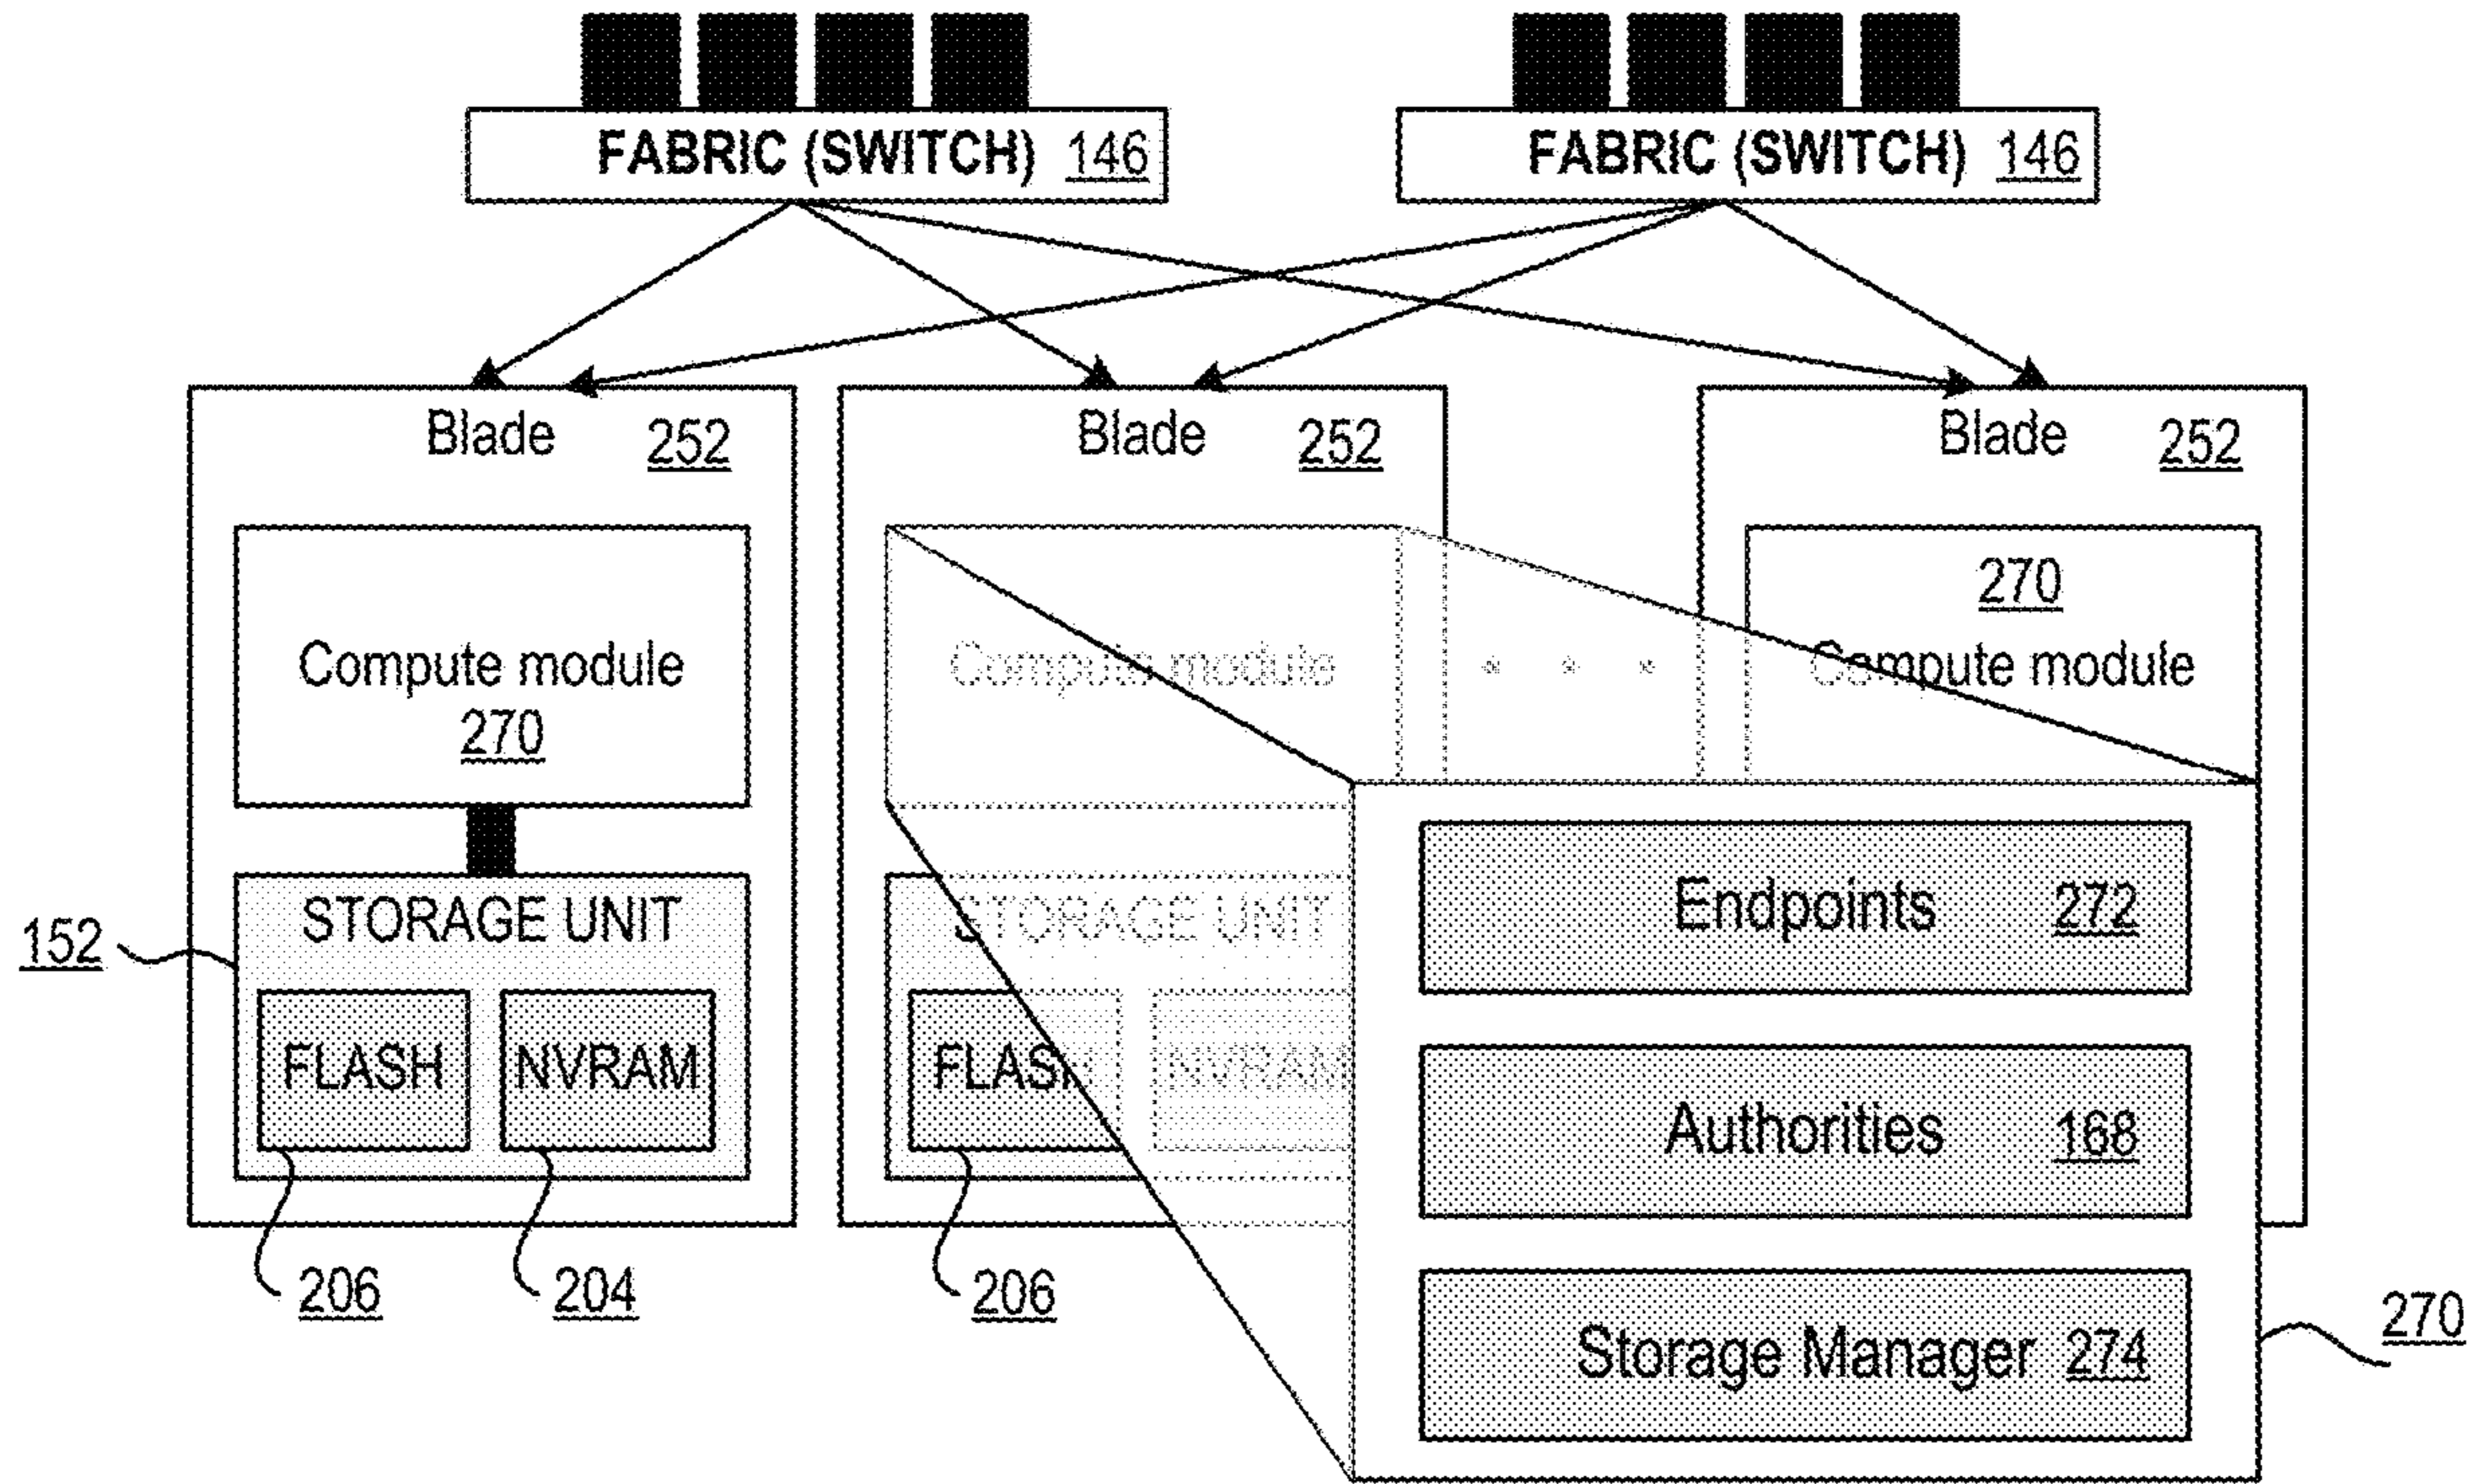 FABRIC (SWITCH) 146
FABRIC (SWITCH) 146
Blade 252
Blade 252
Blade 252
Compute module
270
Compute module
270
Compute module
STORAGE UNIT
152
FLASH
NVRAM
206
204
STORAGE UNIT
FLASH
NVRAM
206
Endpoints 272
Authorities 168
Storage Manager 274
270